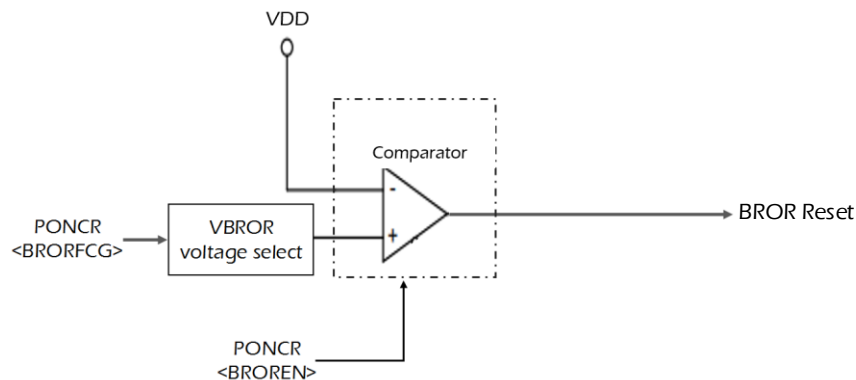 VDD
Comparator
-
+
PONCR
<BRORFCG>
VBROR
voltage select
BROR Reset
PONCR
<BROREN>